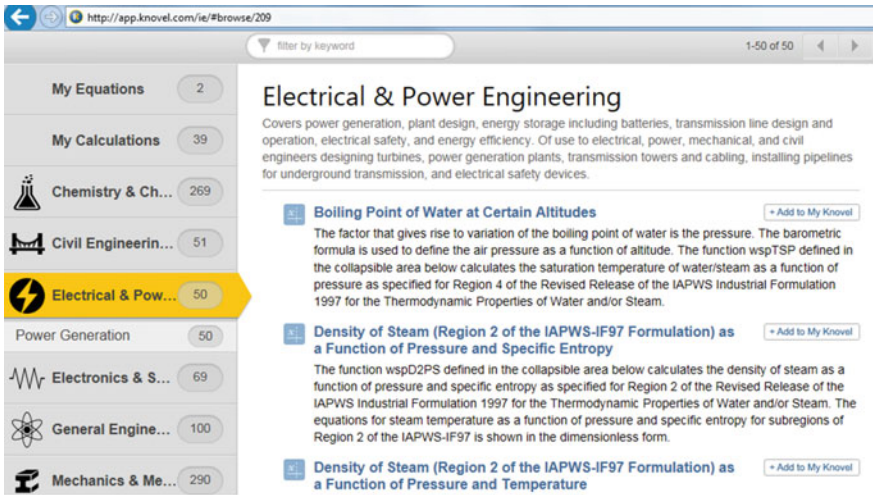 http://app.knovel.com/ie/#browse/209
filter by keyword
1-50 of 50
My Equations 2
My Calculations 39
Chemistry & Ch... 269
Civil Engineerin... 51
Electrical & Pow... 50
Power Generation 50
Electronics & S... 69
General Engine... 100
Mechanics & Me... 290
Electrical & Power Engineering
Covers power generation, plant design, energy storage including batteries, transmission line design and
operation, electrical safety, and energy efficiency. Of use to electrical, power, mechanical, and civil
engineers designing turbines, power generation plants, transmission towers and cabling, installing pipelines
for underground transmission, and electrical safety devices.
Boiling Point of Water at Certain Altitudes
+ Add to My Knovel
The factor that gives rise to variation of the boiling point of water is the pressure. The barometric
formula is used to define the air pressure as a function of altitude. The function wspTSP defined in
the collapsible area below calculates the saturation temperature of water/steam as a function of
pressure as specified for Region 4 of the Revised Release of the IAPWS Industrial Formulation
1997 for the Thermodynamic Properties of Water and/or Steam.
Density of Steam (Region 2 of the IAPWS-IF97 Formulation) as
+ Add to My Knovel
a Function of Pressure and Specific Entropy
The function wspD2PS defined in the collapsible area below calculates the density of steam as a
function of pressure and specific entropy as specified for Region 2 of the Revised Release of the
IAPWS Industrial Formulation 1997 for the Thermodynamic Properties of Water and/or Steam. The
equations for steam temperature as a function of pressure and specific entropy for subregions of
Region 2 of the IAPWS-IF97 is shown in the dimensionless form.
Density of Steam (Region 2 of the IAPWS-IF97 Formulation) as
+ Add to My Knovel
a Function of Pressure and Temperature